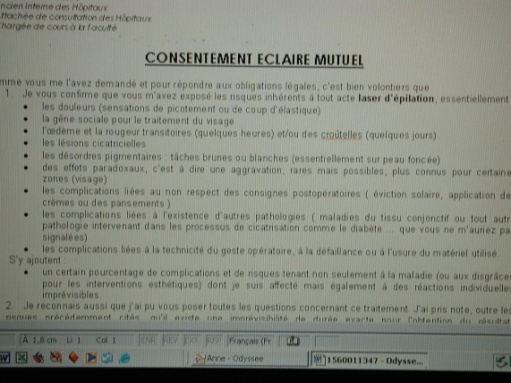 ncien Interne des Hôpitaux
ttachée de consultation des Hôpitaux
hargée de cours à la Faculté
CONSENTEMENT ECLAIRE MUTUEL
mme vous me l'avez demandé et pour répondre aux obligations légales, c'est bien volontiers que
1. Je vous confirme que vous m'avez exposé les risques inhérents à tout acte laser d'épilation, essentiellement
• les douleurs (sensations de picotement ou de coup d'élastique)
• la gêne sociale pour le traitement du visage
• l'œdème et la rougeur transitoires (quelques heures) et/ou des croûtelles (quelques jours)
• les lésions cicatricielles
• les désordres pigmentaires : tâches brunes ou blanches (essentiellement sur peau foncée)
• des effets paradoxaux, c'est à dire une aggravation, rares mais possibles, plus connus pour certaine
zones (visage)
• les complications liées au non respect des consignes postopératoires ( éviction solaire, application de
crèmes ou des pansements )
• les complications liées à l'existence d'autres pathologies ( maladies du tissu conjonctif ou tout autr
pathologie intervenant dans les processus de cicatrisation comme le diabète ... que vous ne m'auriez pa
signalées)
• les complications liées à la technicité du geste opératoire, à la défaillance ou à l'usure du matériel utilisé.
S'y ajoutent :
• un certain pourcentage de complications et de risques tenant non seulement à la maladie (ou aux disgrâce
pour les interventions esthétiques) dont je suis affecté mais également à des réactions individuelle
imprévisibles.
2. Je reconnais aussi que j'ai pu vous poser toutes les questions concernant ce traitement. J'ai pris note, outre le
risques précédemment cités, qu'il existe une imprévisibilité de durée exacte pour l'obtention du résultat
À 1,8 cm Li 1 Col 1 ENR REV EXT RFP Français (Fr
Anne - Odyssee 1560011347 - Odysse...